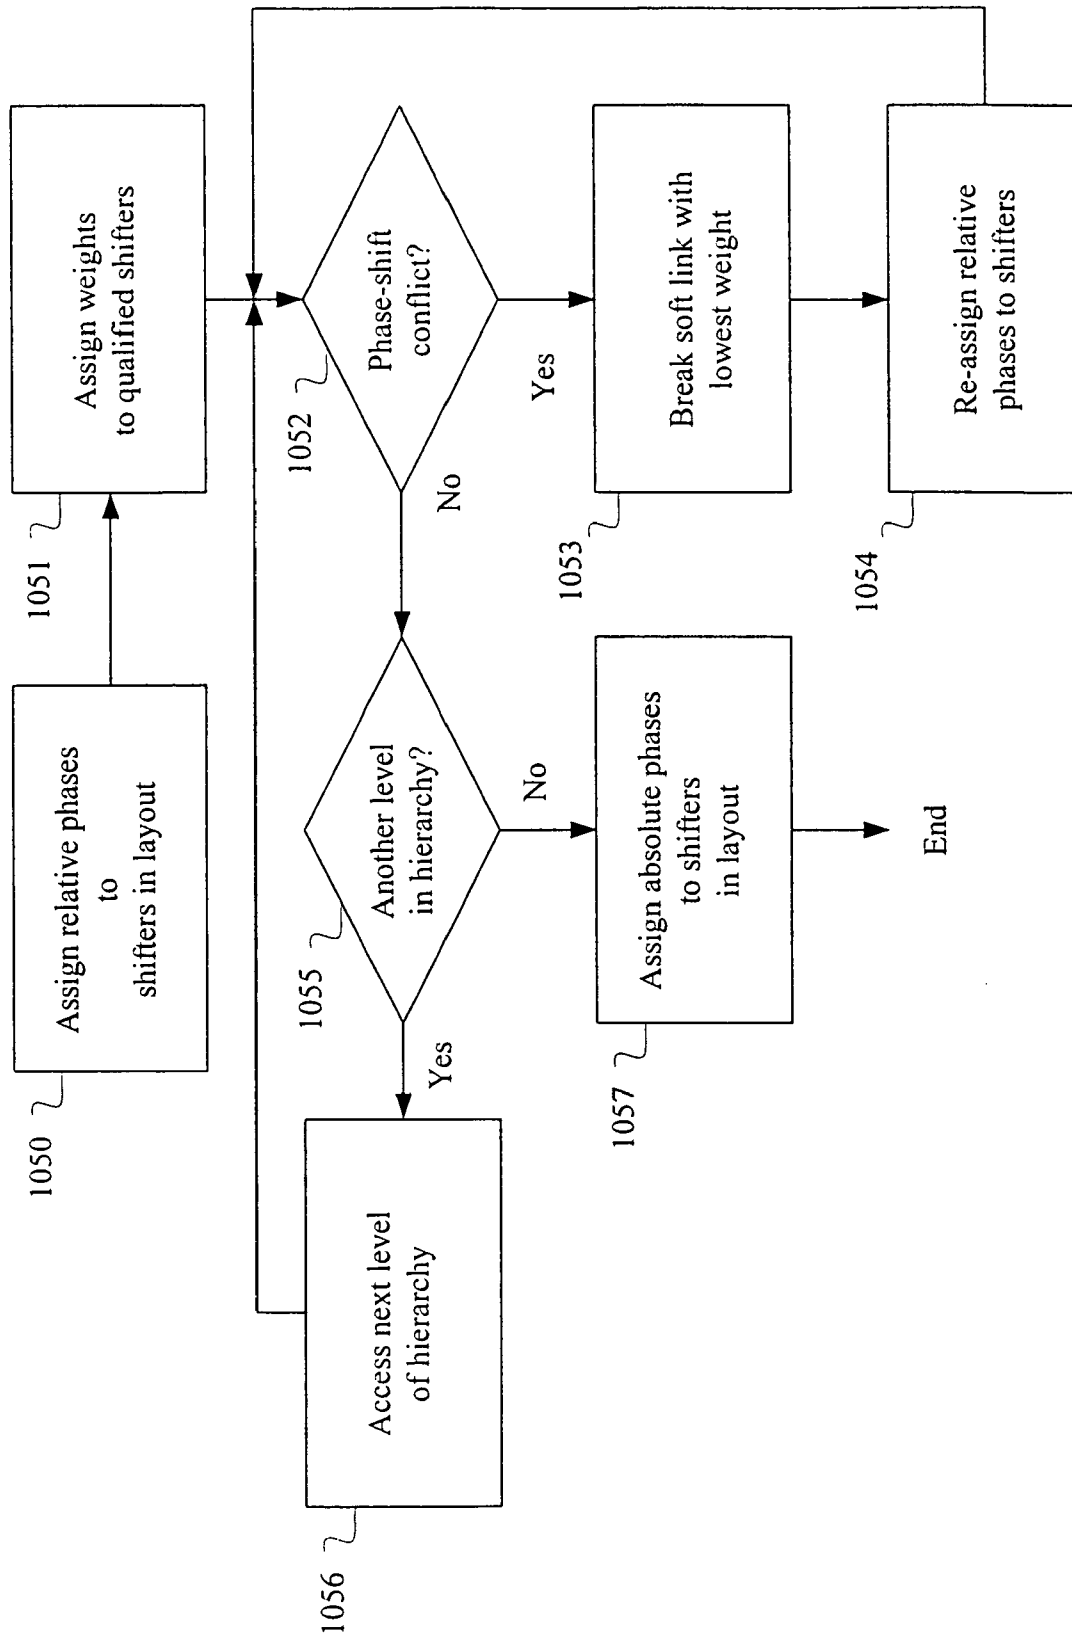 1050
Assign relative phases
to
shifters in layout
1051
Assign weights
to qualified shifters
1052
Phase-shift
conflict?
Yes
No
1053
Break soft link with
lowest weight
1054
Re-assign relative
phases to shifters
1055
Another level
in hierarchy?
Yes
No
1056
Access next level
of hierarchy
1057
Assign absolute phases
to shifters
in layout
End